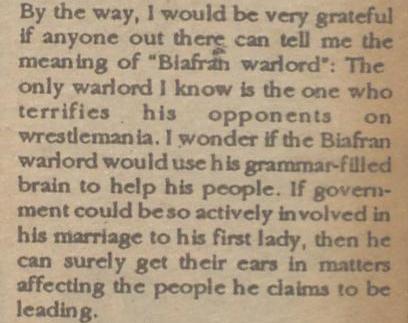 By the way, I would be very grateful
if anyone out there can tell me the
meaning of "Biafran warlord": The
only warlord I know is the one who
terrifies his opponents on
wrestlemania. I wonder if the Biafran
warlord would use his grammar-filled
brain to help his people. If govern-
ment could be so actively involved in
his marriage to his first lady, then he
can surely get their ears in matters
affecting the people he claims to be
leading.